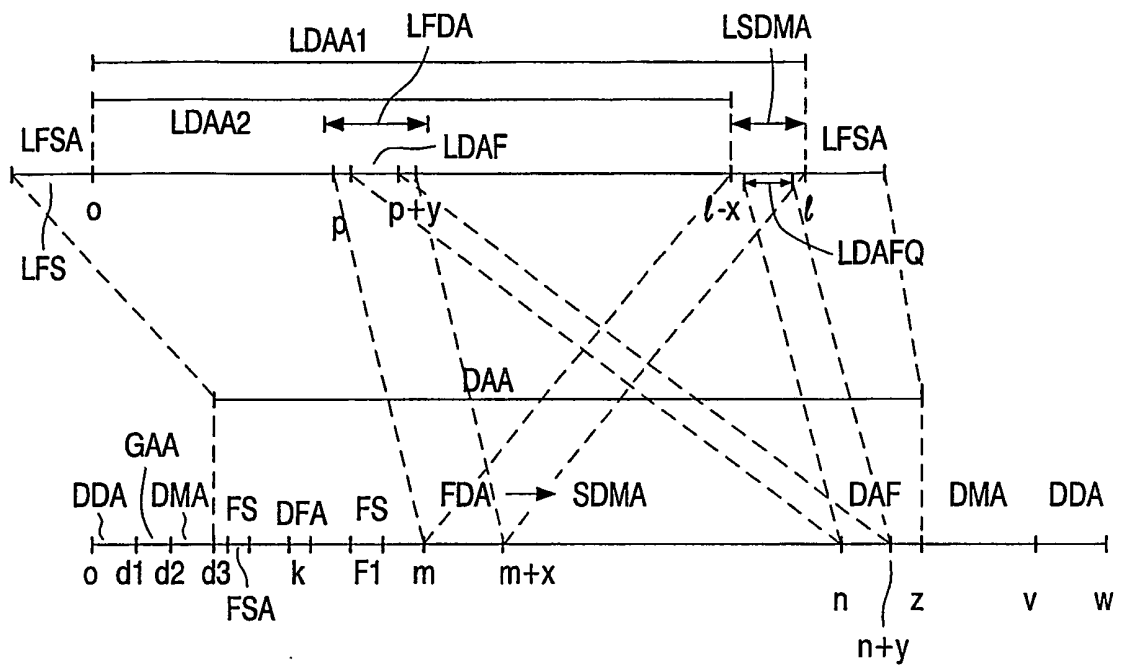 LDAA1
LFDA
LSDMA
LDAA2
LFSA
LDAF
LFSA
o
p
p+y
ℓ-x
ℓ
LFS
LDAFQ
DAA
GAA
DDA
DMA
FS
DFA
FS
FDA
SDMA
DAF
DMA
DDA
o
d1
d2
d3
k
F1
m
m+x
FSA
n
z
v
w
n+y